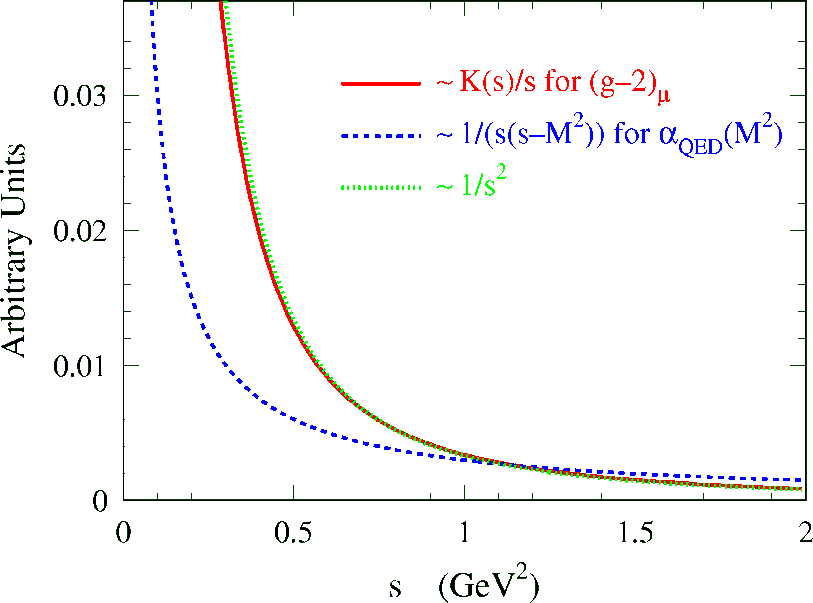 ~ K(s)/s for (g–2)μ
~ 1/(s(s–M²)) for αQED(M²)
~ 1/s²
Arbitrary Units
0.03
0.02
0.01
0
0 0.5 1 1.5 2
s (GeV²)